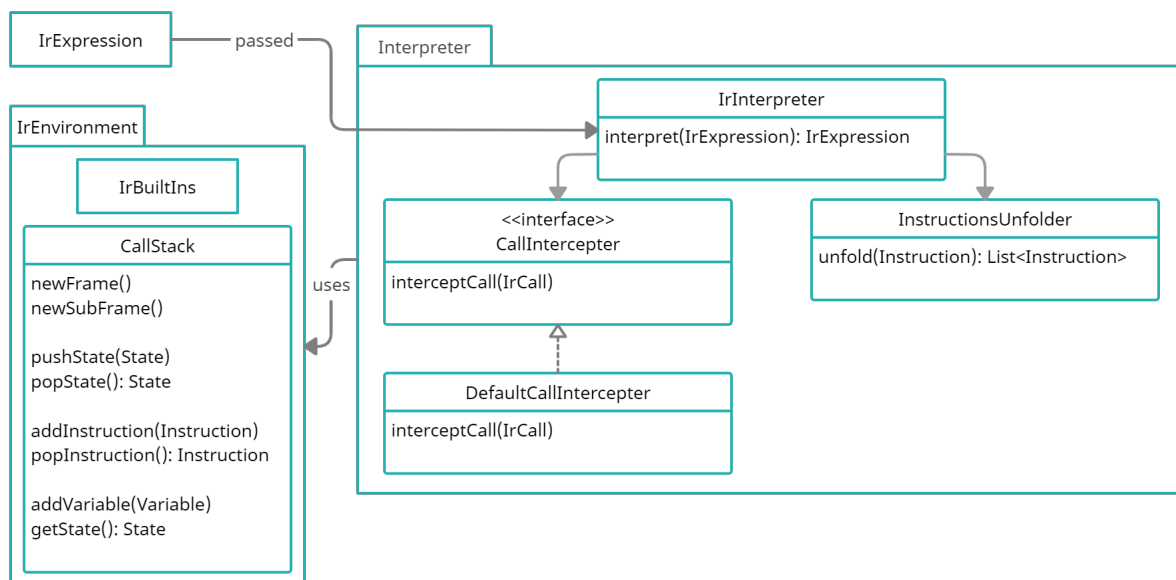 IrExpression
passed
Interpreter
IrInterpreter
interpret(IrExpression): IrExpression
IrEnvironment
IrBuiltIns
CallStack
newFrame()
newSubFrame()
pushState(State)
popState(): State
addInstruction(Instruction)
popInstruction(): Instruction
addVariable(Variable)
getState(): State
uses
<<interface>>
CallIntercepter
interceptCall(IrCall)
InstructionsUnfolder
unfold(Instruction): List<Instruction>
DefaultCallIntercepter
interceptCall(IrCall)